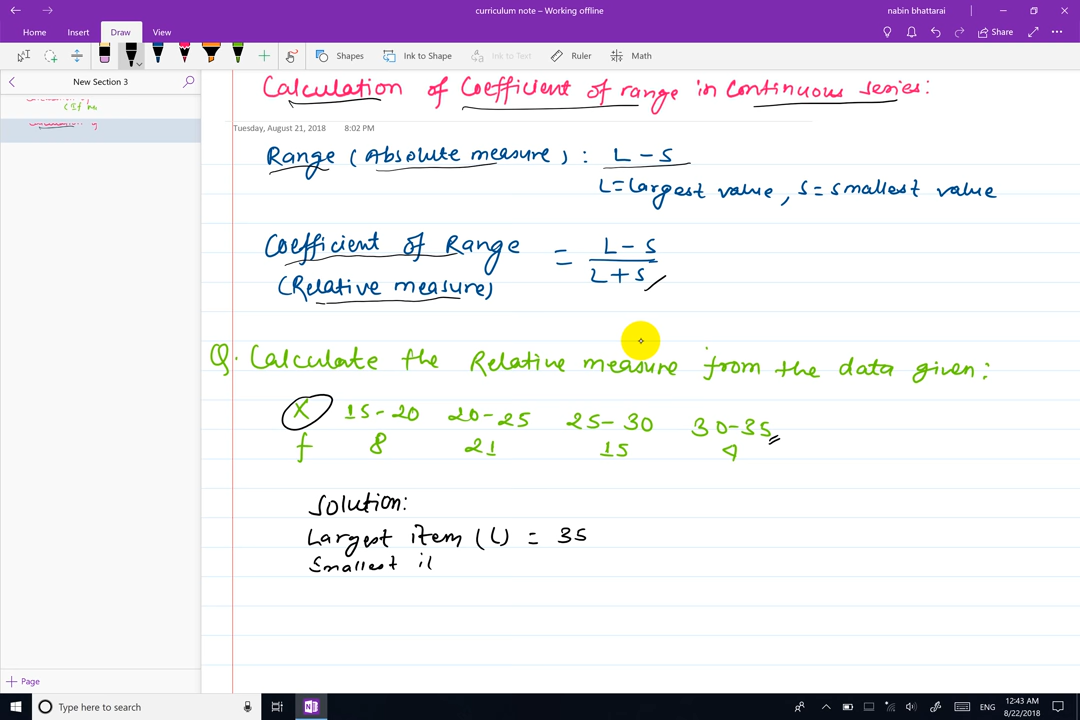 curriculum note – Working offline
nabin bhattarai
Home Insert Draw View
Share
Shapes Ink to Shape Ink to Text Ruler Math
New Section 3
Calculation of Coefficient of range in Continuous series:
Tuesday, August 21, 2018 8:02 PM
Range (Absolute measure) : L - S
L = largest value, S = Smallest value
Coefficient of Range = L - S
L + S
(Relative measure)
Q. Calculate the Relative measure from the data given:
X 15-20 20-25 25-30 30-35
f 8 21 15
Solution:
Largest item (L) = 35
Smallest
Page
Type here to search
ENG
12:43 AM
8/22/2018